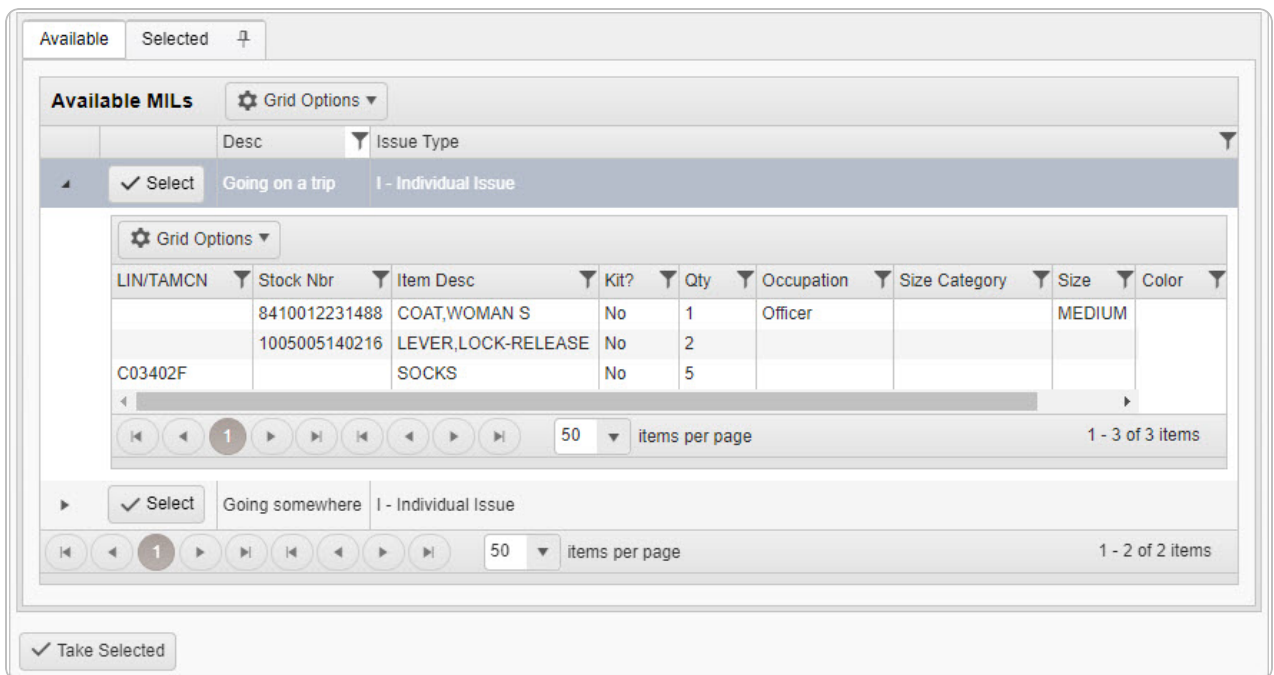 Available Selected
Available MILs Grid Options
Desc Issue Type
Select Going on a trip I - Individual Issue
Grid Options
LIN/TAMCN Stock Nbr Item Desc Kit? Qty Occupation Size Category Size Color
8410012231488 COAT,WOMAN S No 1 Officer MEDIUM
1005005140216 LEVER,LOCK-RELEASE No 2
C03402F SOCKS No 5
1 50 items per page 1 - 3 of 3 items
Select Going somewhere I - Individual Issue
1 50 items per page 1 - 2 of 2 items
Take Selected